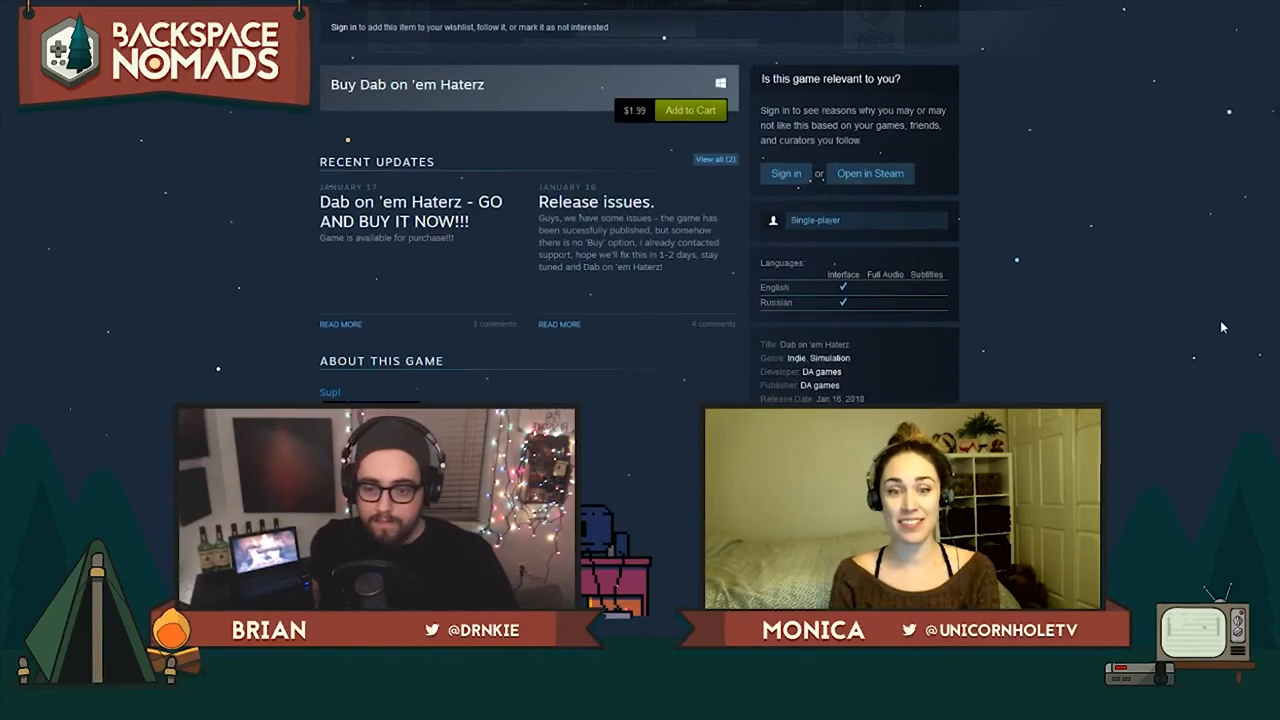 BACKSPACE
NOMADS
Sign in to add this item to your wishlist, follow it, or mark it as not interested
Buy Dab on 'em Haterz
$1.99 Add to Cart
RECENT UPDATES
View all (2)
JANUARY 17
Dab on 'em Haterz - GO
AND BUY IT NOW!!!
Game is available for purchase!!!
READ MORE
1 comments
JANUARY 16
Release issues.
Guys, we have some issues - the game has
been sucessfully published, but somehow
there is no 'Buy' option, I already contacted
support, hope we'll fix this in 1-2 days, stay
tuned and Dab on 'em Haterz!
READ MORE
4 comments
ABOUT THIS GAME
Sup!
Is this game relevant to you?
Sign in to see reasons why you may or may
not like this based on your games, friends,
and curators you follow.
Sign in or Open in Steam
Single-player
Languages:
Interface Full Audio Subtitles
English ✓
Russian ✓
Title: Dab on 'em Haterz
Genre: Indie, Simulation
Developer: DA games
Publisher: DA games
Release Date: Jan 16, 2018
BRIAN @DRNKIE
MONICA @UNICORNHOLETV